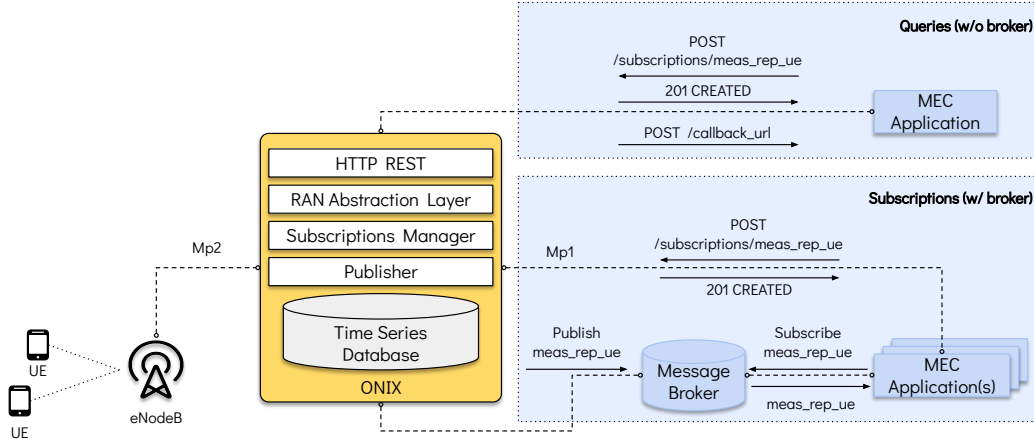 Queries (w/o broker)
POST
/subscriptions/meas_rep_ue
201 CREATED
POST /callback_url
MEC
Application
HTTP REST
RAN Abstraction Layer
Subscriptions Manager
Publisher
Time Series
Database
ONIX
Mp2
Mp1
UE
UE
eNodeB
Subscriptions (w/ broker)
POST
/subscriptions/meas_rep_ue
201 CREATED
Publish
meas_rep_ue
Message
Broker
Subscribe
meas_rep_ue
meas_rep_ue
MEC
Application(s)